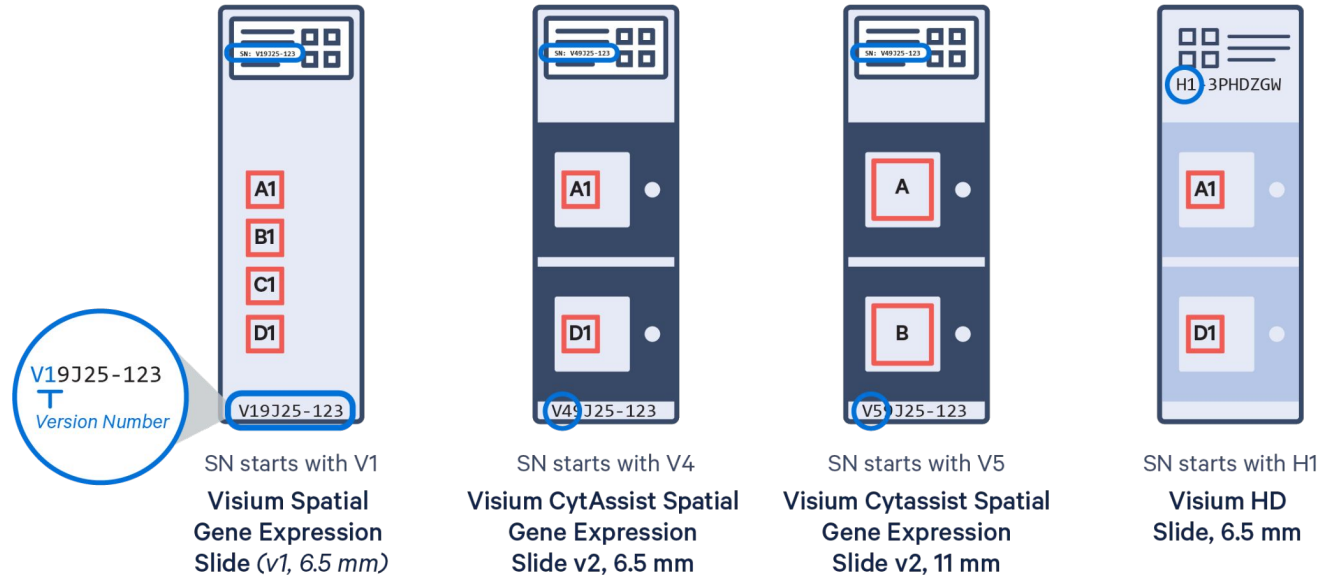 SN: V19J25-123
A1
B1
C1
D1
V19J25-123
V19J25-123
Version Number
SN starts with V1
Visium Spatial
Gene Expression
Slide (v1, 6.5 mm)
SN: V49J25-123
A1
D1
V49J25-123
SN starts with V4
Visium CytAssist Spatial
Gene Expression
Slide v2, 6.5 mm
SN: V49J25-123
A
B
V59J25-123
SN starts with V5
Visium Cytassist Spatial
Gene Expression
Slide v2, 11 mm
H1-3PHDZGW
A1
D1
SN starts with H1
Visium HD
Slide, 6.5 mm